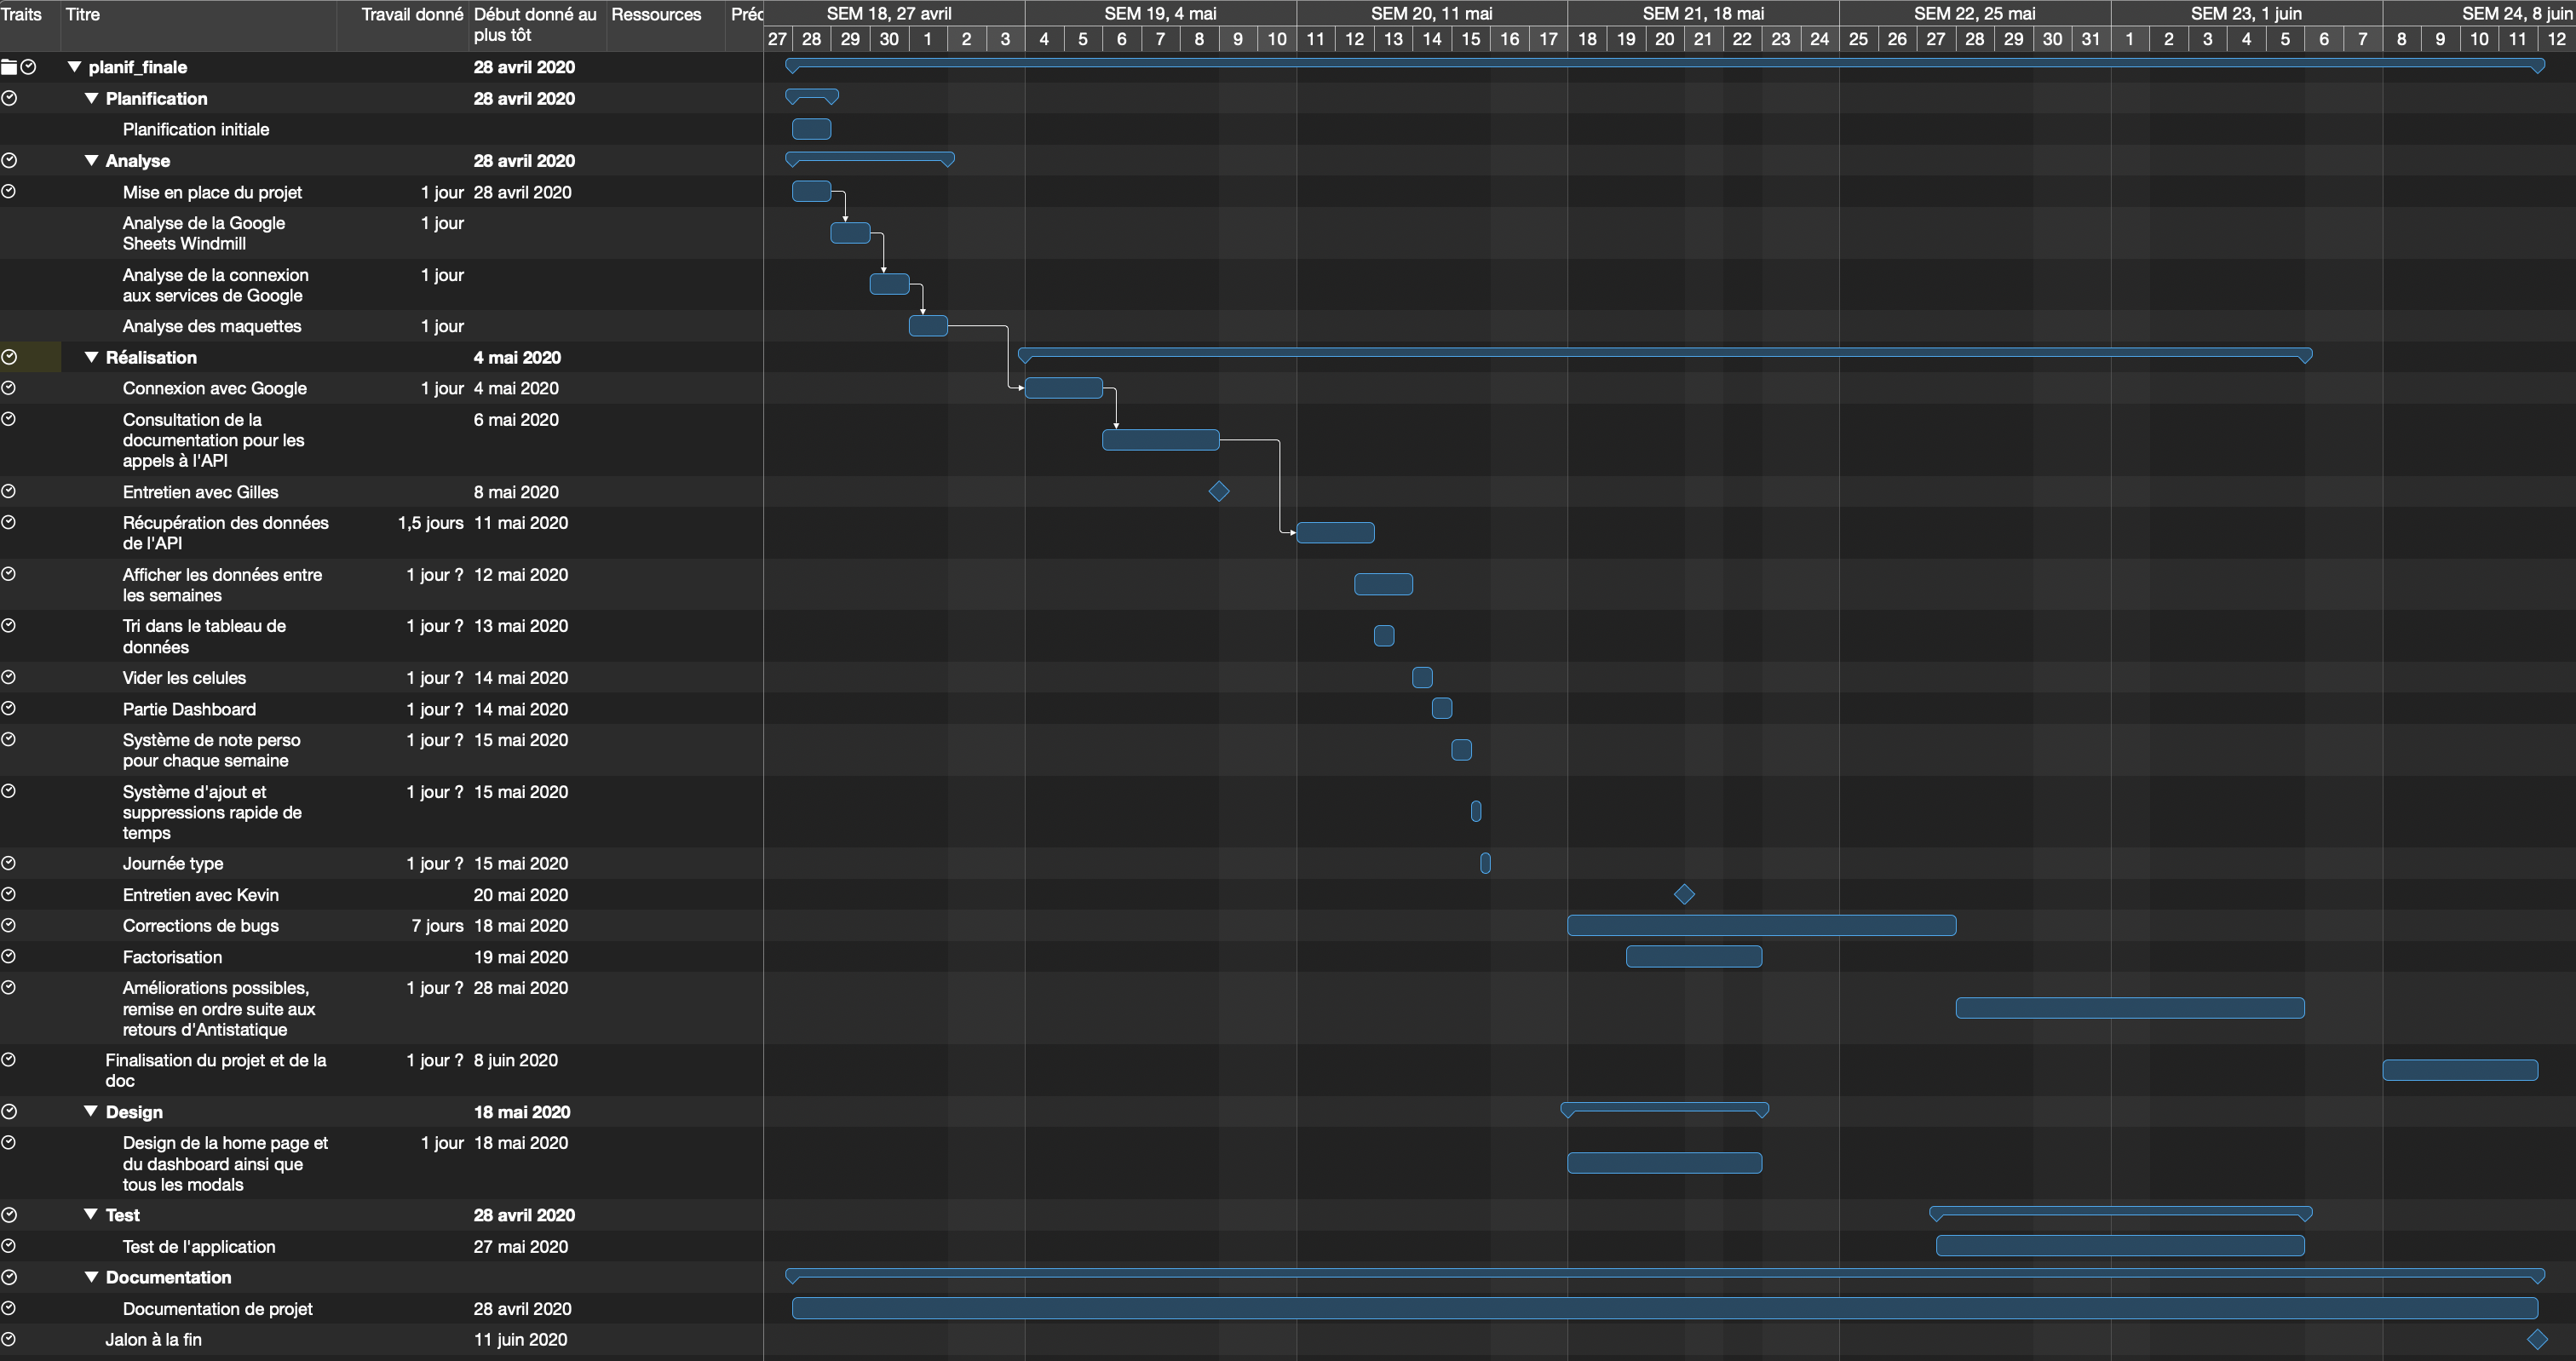 Traits Titre Travail donné Début donné au plus tôt Ressources Préc
SEM 18, 27 avril SEM 19, 4 mai SEM 20, 11 mai SEM 21, 18 mai SEM 22, 25 mai SEM 23, 1 juin SEM 24, 8 juin
27 28 29 30 1 2 3 4 5 6 7 8 9 10 11 12 13 14 15 16 17 18 19 20 21 22 23 24 25 26 27 28 29 30 31 1 2 3 4 5 6 7 8 9 10 11 12
planif_finale 28 avril 2020
Planification 28 avril 2020
Planification initiale
Analyse 28 avril 2020
Mise en place du projet 1 jour 28 avril 2020
Analyse de la Google 1 jour
Sheets Windmill
Analyse de la connexion 1 jour
aux services de Google
Analyse des maquettes 1 jour
Réalisation 4 mai 2020
Connexion avec Google 1 jour 4 mai 2020
Consultation de la 6 mai 2020
documentation pour les
appels à l'API
Entretien avec Gilles 8 mai 2020
Récupération des données 1,5 jours 11 mai 2020
de l'API
Afficher les données entre 1 jour ? 12 mai 2020
les semaines
Tri dans le tableau de 1 jour ? 13 mai 2020
données
Vider les celules 1 jour ? 14 mai 2020
Partie Dashboard 1 jour ? 14 mai 2020
Système de note perso 1 jour ? 15 mai 2020
pour chaque semaine
Système d'ajout et 1 jour ? 15 mai 2020
suppressions rapide de
temps
Journée type 1 jour ? 15 mai 2020
Entretien avec Kevin 20 mai 2020
Corrections de bugs 7 jours 18 mai 2020
Factorisation 19 mai 2020
Améliorations possibles, 1 jour ? 28 mai 2020
remise en ordre suite aux
retours d'Antistatique
Finalisation du projet et de la 1 jour ? 8 juin 2020
doc
Design 18 mai 2020
Design de la home page et 1 jour 18 mai 2020
du dashboard ainsi que
tous les modals
Test 28 avril 2020
Test de l'application 27 mai 2020
Documentation
Documentation de projet 28 avril 2020
Jalon à la fin 11 juin 2020